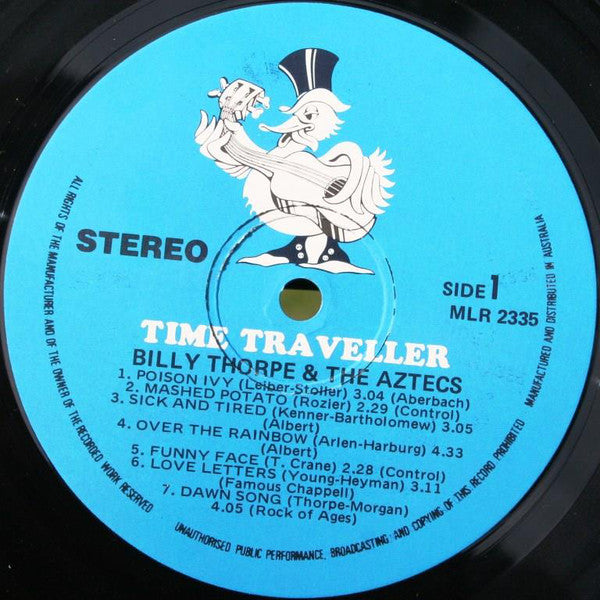 STEREO
SIDE 1
MLR 2335
TIME TRAVELLER
BILLY THORPE & THE AZTECS
1. POISON IVY (Leiber-Stoller) 3.04 (Aberbach)
2. MASHED POTATO (Rozier) 2.29 (Control)
3. SICK AND TIRED (Kenner-Bartholomew) 3.05
(Albert)
4. OVER THE RAINBOW (Arlen-Harburg) 4.33
(Albert)
5. FUNNY FACE (T. Crane) 2.28 (Control)
6. LOVE LETTERS (Young-Heyman) 3.11
(Famous Chappell)
7. DAWN SONG (Thorpe-Morgan)
4.05 (Rock of Ages)
ALL RIGHTS OF THE MANUFACTURER AND OF THE OWNER OF THE RECORDED WORK RESERVED
UNAUTHORISED PUBLIC PERFORMANCE, BROADCASTING AND COPYING OF THIS RECORD PROHIBITED
MANUFACTURED AND DISTRIBUTED IN AUSTRALIA